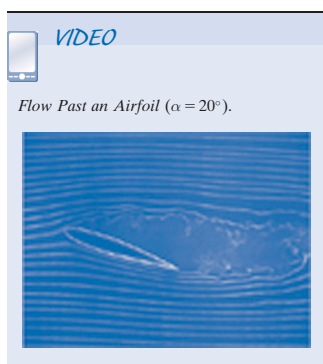 VIDEO
Flow Past an Airfoil (α = 20°).